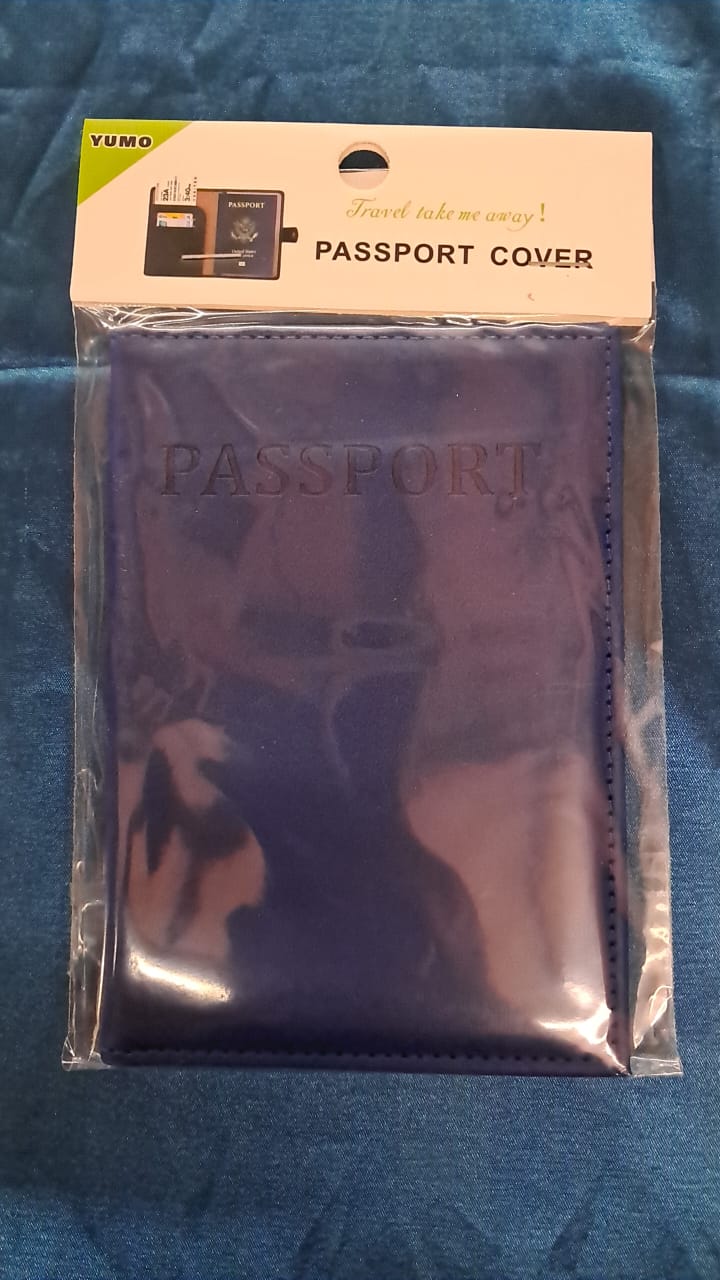 YUMO
PASSPORT
Travel take me away!
PASSPORT COVER
PASSPORT